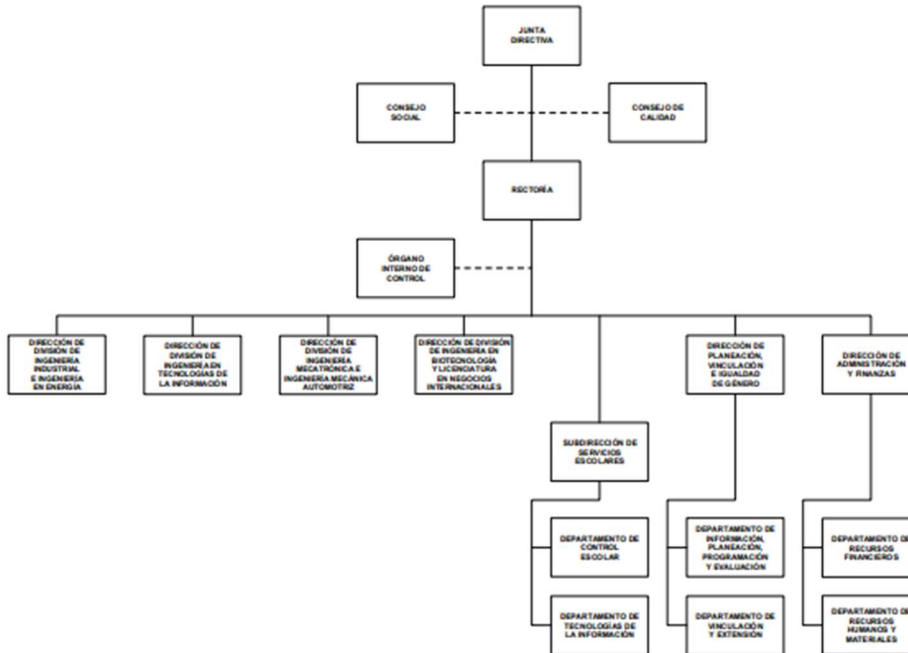 JUNTA
DIRECTIVA
CONSEJO
SOCIAL
CONSEJO DE
CALIDAD
RECTORÍA
ÓRGANO
INTERNO DE
CONTROL
DIRECCIÓN DE
DIVISIÓN DE
INGENIERÍA
INDUSTRIAL
E INGENIERÍA
EN ENERGÍA
DIRECCIÓN DE
DIVISIÓN DE
INGENIERÍA EN
TECNOLOGÍAS DE
LA INFORMACIÓN
DIRECCIÓN DE
DIVISIÓN DE
INGENIERÍA
MECATRÓNICA E
INGENIERÍA MECÁNICA
AUTOMOTRIZ
DIRECCIÓN DE DIVISIÓN
DE INGENIERÍA EN
BIOTECNOLOGÍA
Y LICENCIATURA
EN NEGOCIOS
INTERNACIONALES
DIRECCIÓN DE
PLANEACIÓN,
VINCULACIÓN
E IGUALDAD
DE GÉNERO
DIRECCIÓN DE
ADMINISTRACIÓN
Y FINANZAS
SUBDIRECCIÓN DE
SERVICIOS
ESCOLARES
DEPARTAMENTO DE
CONTROL
ESCOLAR
DEPARTAMENTO DE
INFORMACIÓN,
PLANEACIÓN,
PROGRAMACIÓN
Y EVALUACIÓN
DEPARTAMENTO DE
RECURSOS
FINANCIEROS
DEPARTAMENTO DE
TECNOLOGÍAS DE
LA INFORMACIÓN
DEPARTAMENTO DE
VINCULACIÓN
Y EXTENSIÓN
DEPARTAMENTO DE
RECURSOS
HUMANOS Y
MATERIALES